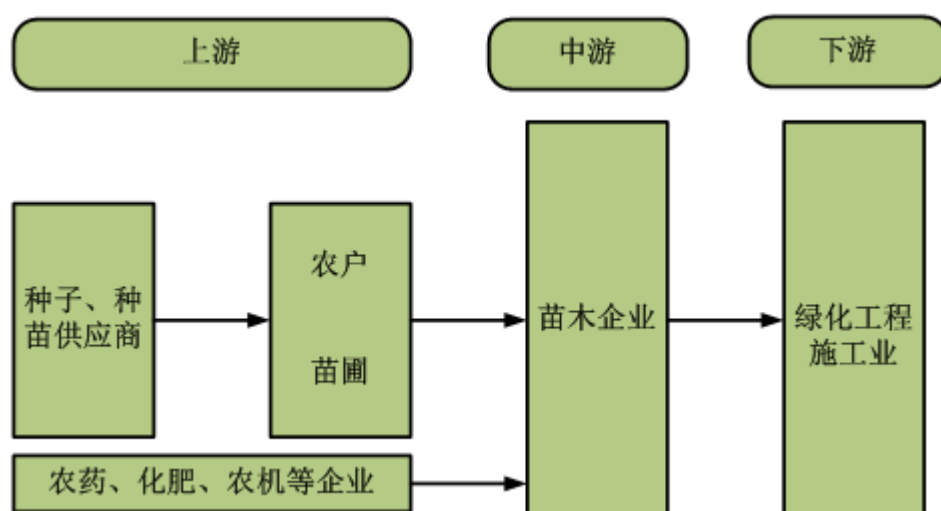 上游
中游
下游
种子、种
苗供应商
农户
苗圃
农药、化肥、农机等企业
苗木企业
绿化工程
施工业